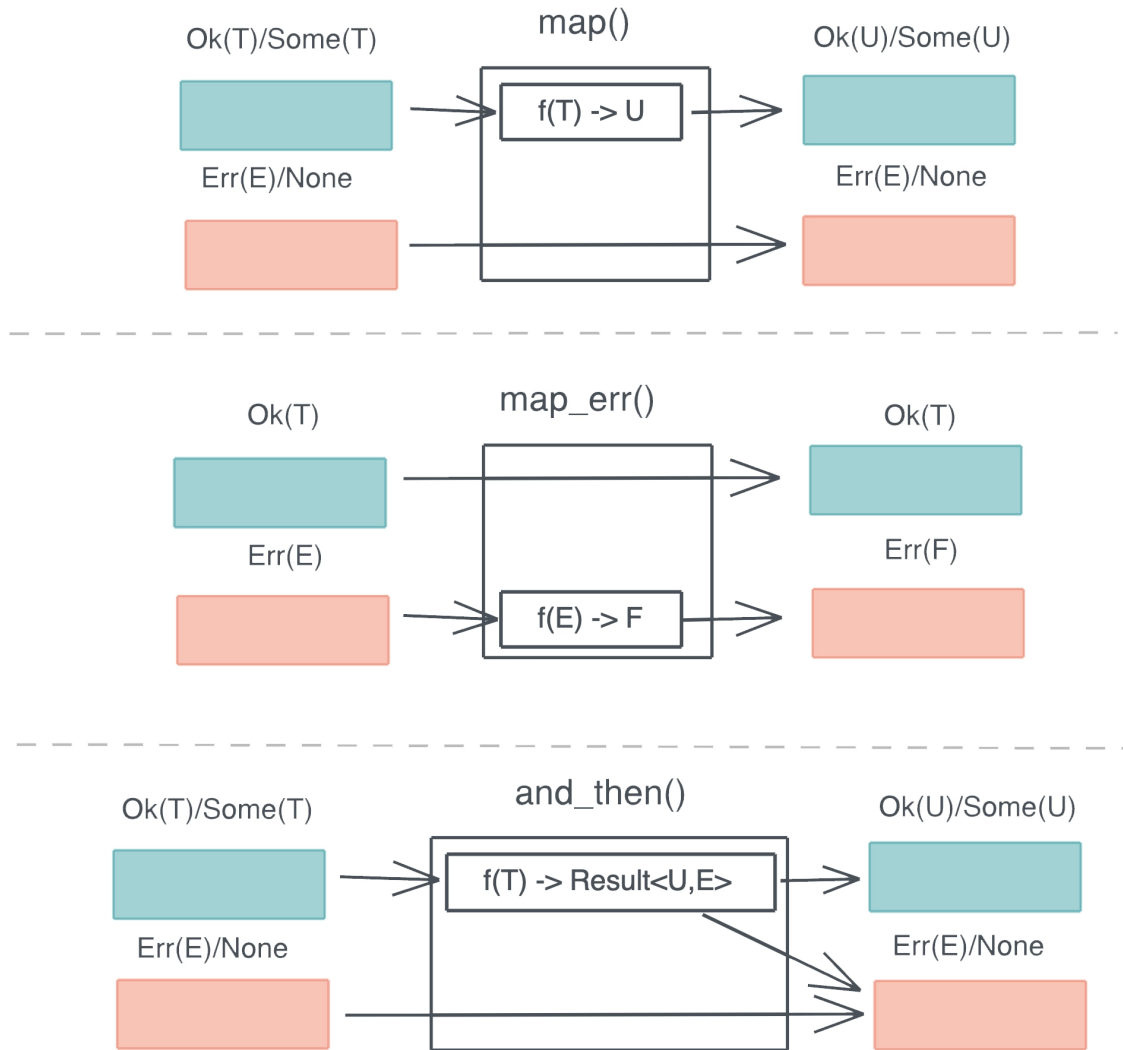 map()
Ok(T)/Some(T)
Ok(U)/Some(U)
f(T) -> U
Err(E)/None
Err(E)/None
map_err()
Ok(T)
Ok(T)
Err(E)
Err(F)
f(E) -> F
and_then()
Ok(T)/Some(T)
Ok(U)/Some(U)
f(T) -> Result<U,E>
Err(E)/None
Err(E)/None